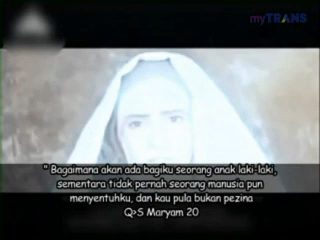 myTRANS
" Bagaimana akan ada bagiku seorang anak laki-laki,
sementara tidak pernah seorang manusia pun
menyentuhku, dan kau pula bukan pezina
Q>S Maryam 20